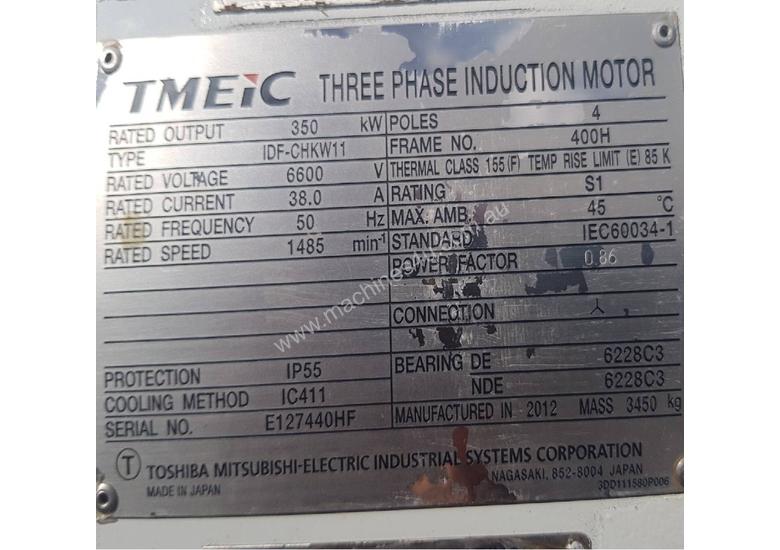 TMEIC THREE PHASE INDUCTION MOTOR
RATED OUTPUT 350 kW POLES 4
TYPE IDF-CHKW11 FRAME NO. 400H
RATED VOLTAGE 6600 V THERMAL CLASS 155(F) TEMP RISE LIMIT (E) 85 K
RATED CURRENT 38.0 A RATING S1
RATED FREQUENCY 50 Hz MAX. AMB. 45 °C
RATED SPEED 1485 min-1 STANDARD IEC60034-1
POWER FACTOR 0.86
CONNECTION
PROTECTION IP55 BEARING DE 6228C3
COOLING METHOD IC411 NDE 6228C3
SERIAL NO. E127440HF MANUFACTURED IN 2012 MASS 3450 kg
T TOSHIBA MITSUBISHI-ELECTRIC INDUSTRIAL SYSTEMS CORPORATION
MADE IN JAPAN NAGASAKI, 852-8004 JAPAN
3DD111580P006